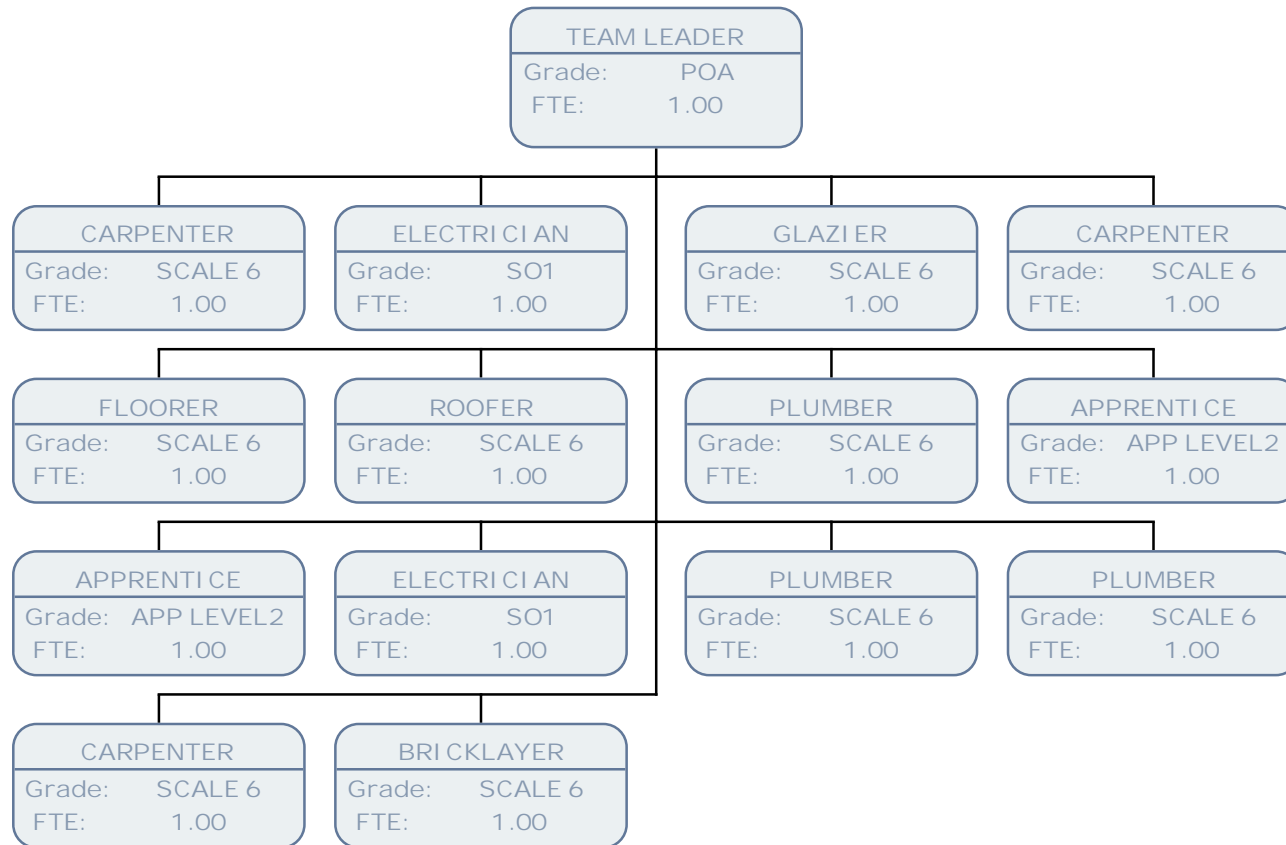 TEAM LEADER
Grade: POA
FTE: 1.00
CARPENTER
Grade: SCALE 6
FTE: 1.00
ELECTRICIAN
Grade: SO1
FTE: 1.00
GLAZIER
Grade: SCALE 6
FTE: 1.00
CARPENTER
Grade: SCALE 6
FTE: 1.00
FLOORER
Grade: SCALE 6
FTE: 1.00
ROOFER
Grade: SCALE 6
FTE: 1.00
PLUMBER
Grade: SCALE 6
FTE: 1.00
APPRENTICE
Grade: APP LEVEL2
FTE: 1.00
APPRENTICE
Grade: APP LEVEL2
FTE: 1.00
ELECTRICIAN
Grade: SO1
FTE: 1.00
PLUMBER
Grade: SCALE 6
FTE: 1.00
PLUMBER
Grade: SCALE 6
FTE: 1.00
CARPENTER
Grade: SCALE 6
FTE: 1.00
BRICKLAYER
Grade: SCALE 6
FTE: 1.00